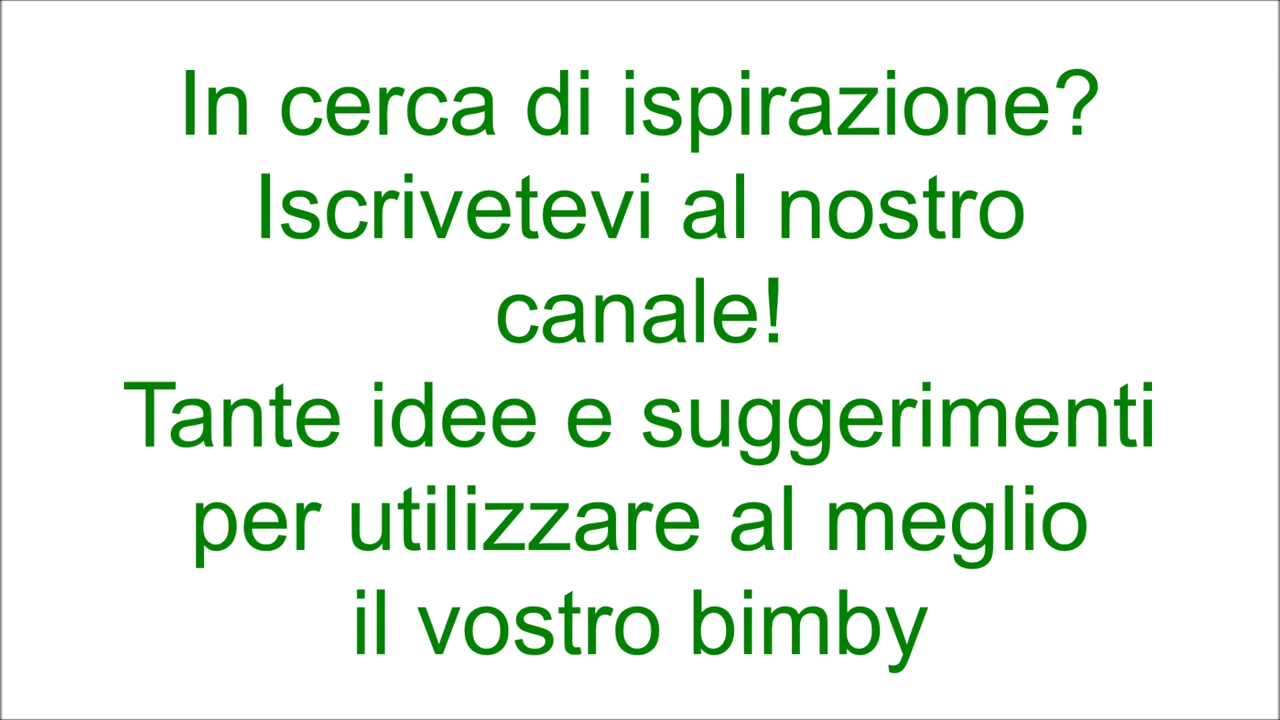 In cerca di ispirazione?
Iscrivetevi al nostro
canale!
Tante idee e suggerimenti
per utilizzare al meglio
il vostro bimby